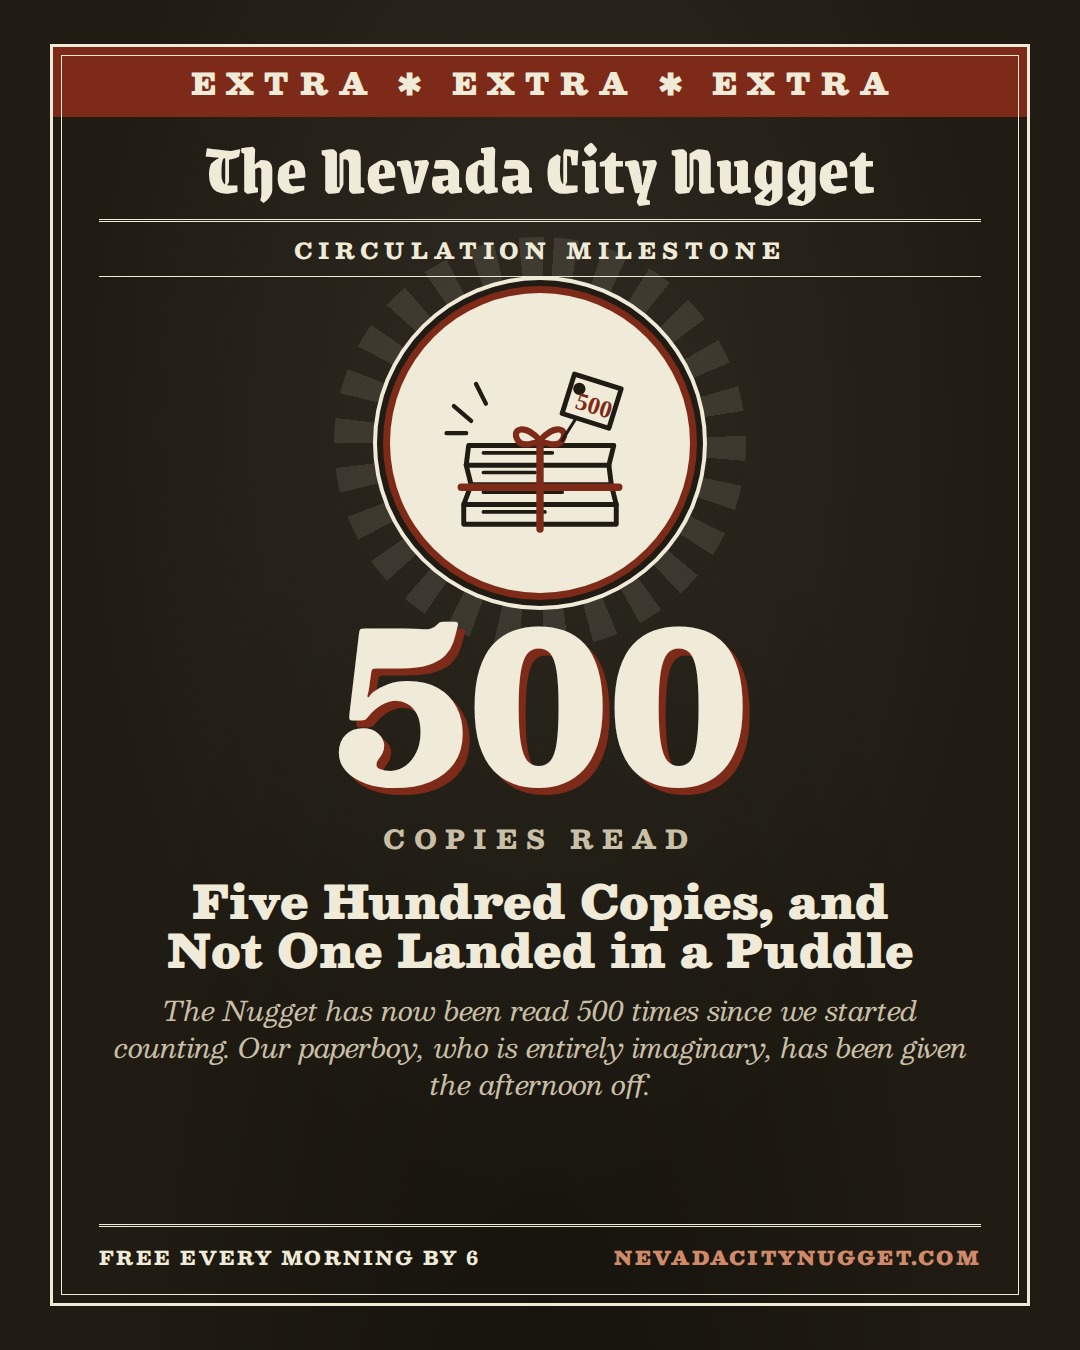 EXTRA ✱ EXTRA ✱ EXTRA
The Nevada City Nugget
CIRCULATION MILESTONE
500
500
COPIES READ
Five Hundred Copies, and
Not One Landed in a Puddle
The Nugget has now been read 500 times since we started
counting. Our paperboy, who is entirely imaginary, has been given
the afternoon off.
FREE EVERY MORNING BY 6
NEVADACITYNUGGET.COM